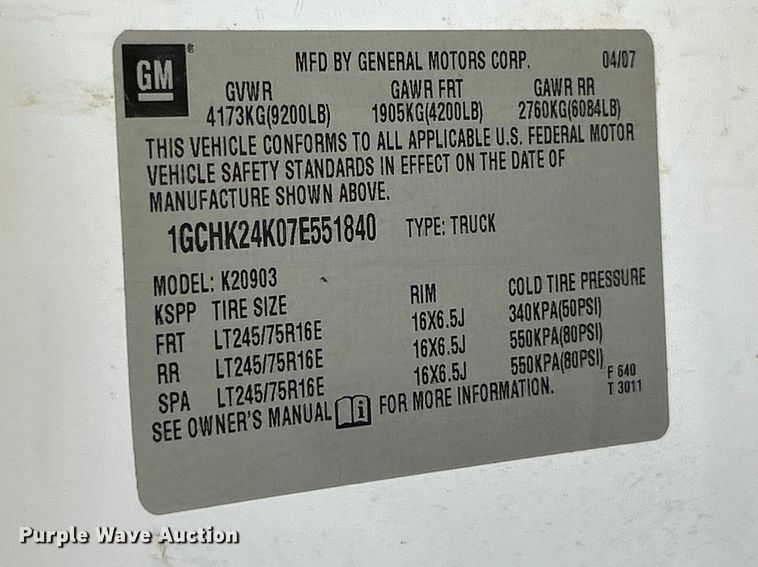 GM ®
MFD BY GENERAL MOTORS CORP. 04/07
GVWR GAWR FRT GAWR RR
4173KG(9200LB) 1905KG(4200LB) 2760KG(6084LB)
THIS VEHICLE CONFORMS TO ALL APPLICABLE U.S. FEDERAL MOTOR
VEHICLE SAFETY STANDARDS IN EFFECT ON THE DATE OF
MANUFACTURE SHOWN ABOVE.
1GCHK24K07E551840 TYPE: TRUCK
MODEL: K20903
KSPP TIRE SIZE RIM COLD TIRE PRESSURE
FRT LT245/75R16E 16X6.5J 340KPA(50PSI)
RR LT245/75R16E 16X6.5J 550KPA(80PSI)
SPA LT245/75R16E 16X6.5J 550KPA(80PSI)
SEE OWNER'S MANUAL i FOR MORE INFORMATION.
F 640
T 3011
Purple Wave Auction